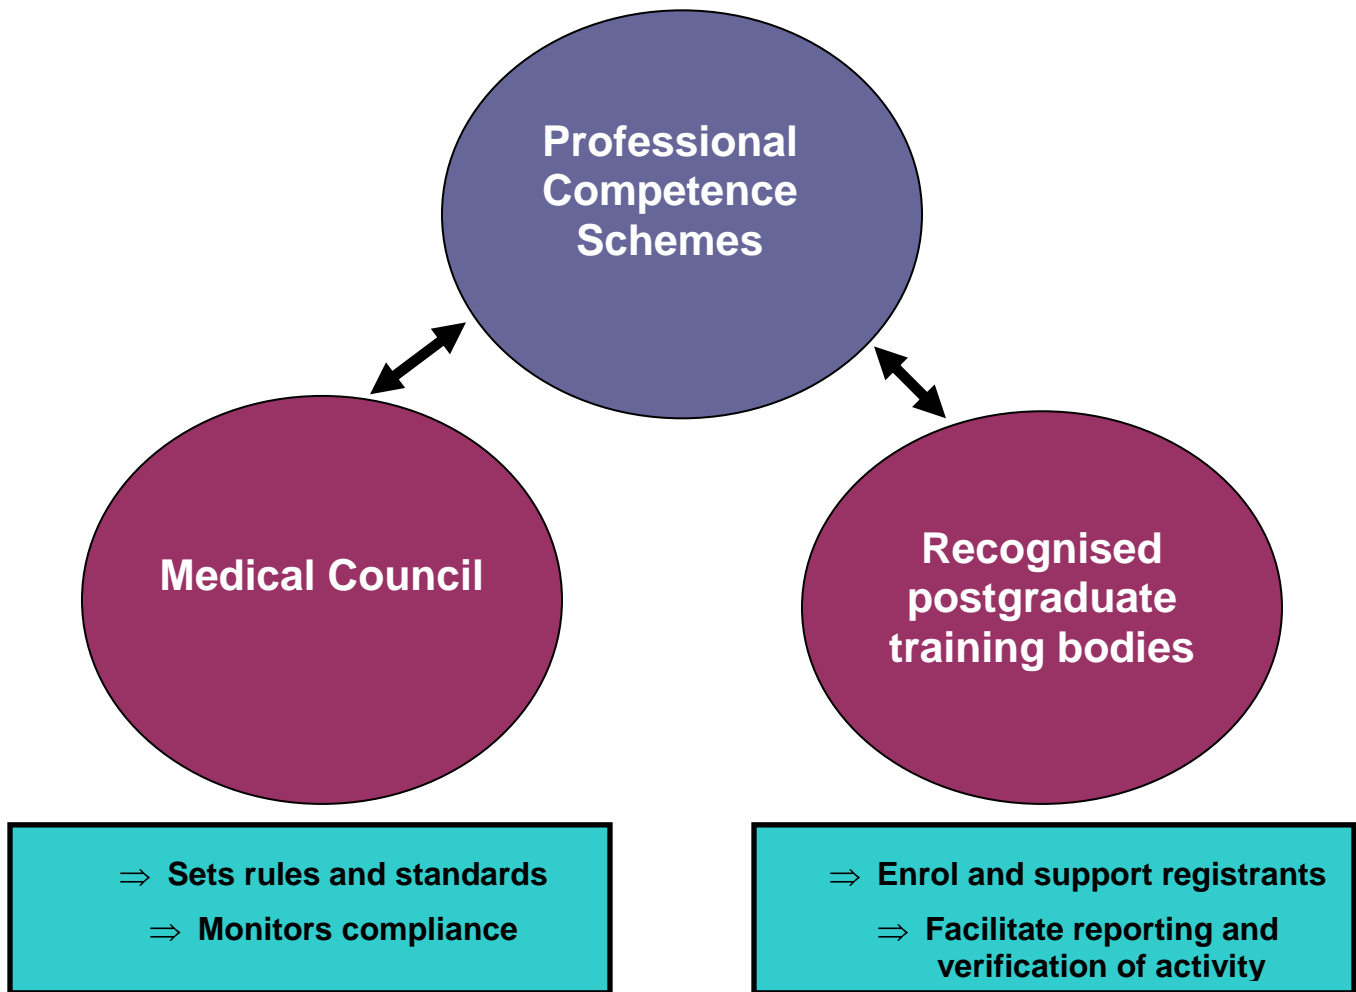 Professional
Competence
Schemes
Medical Council
Recognised
postgraduate
training bodies
⇒ Sets rules and standards
⇒ Monitors compliance
⇒ Enrol and support registrants
⇒ Facilitate reporting and
verification of activity